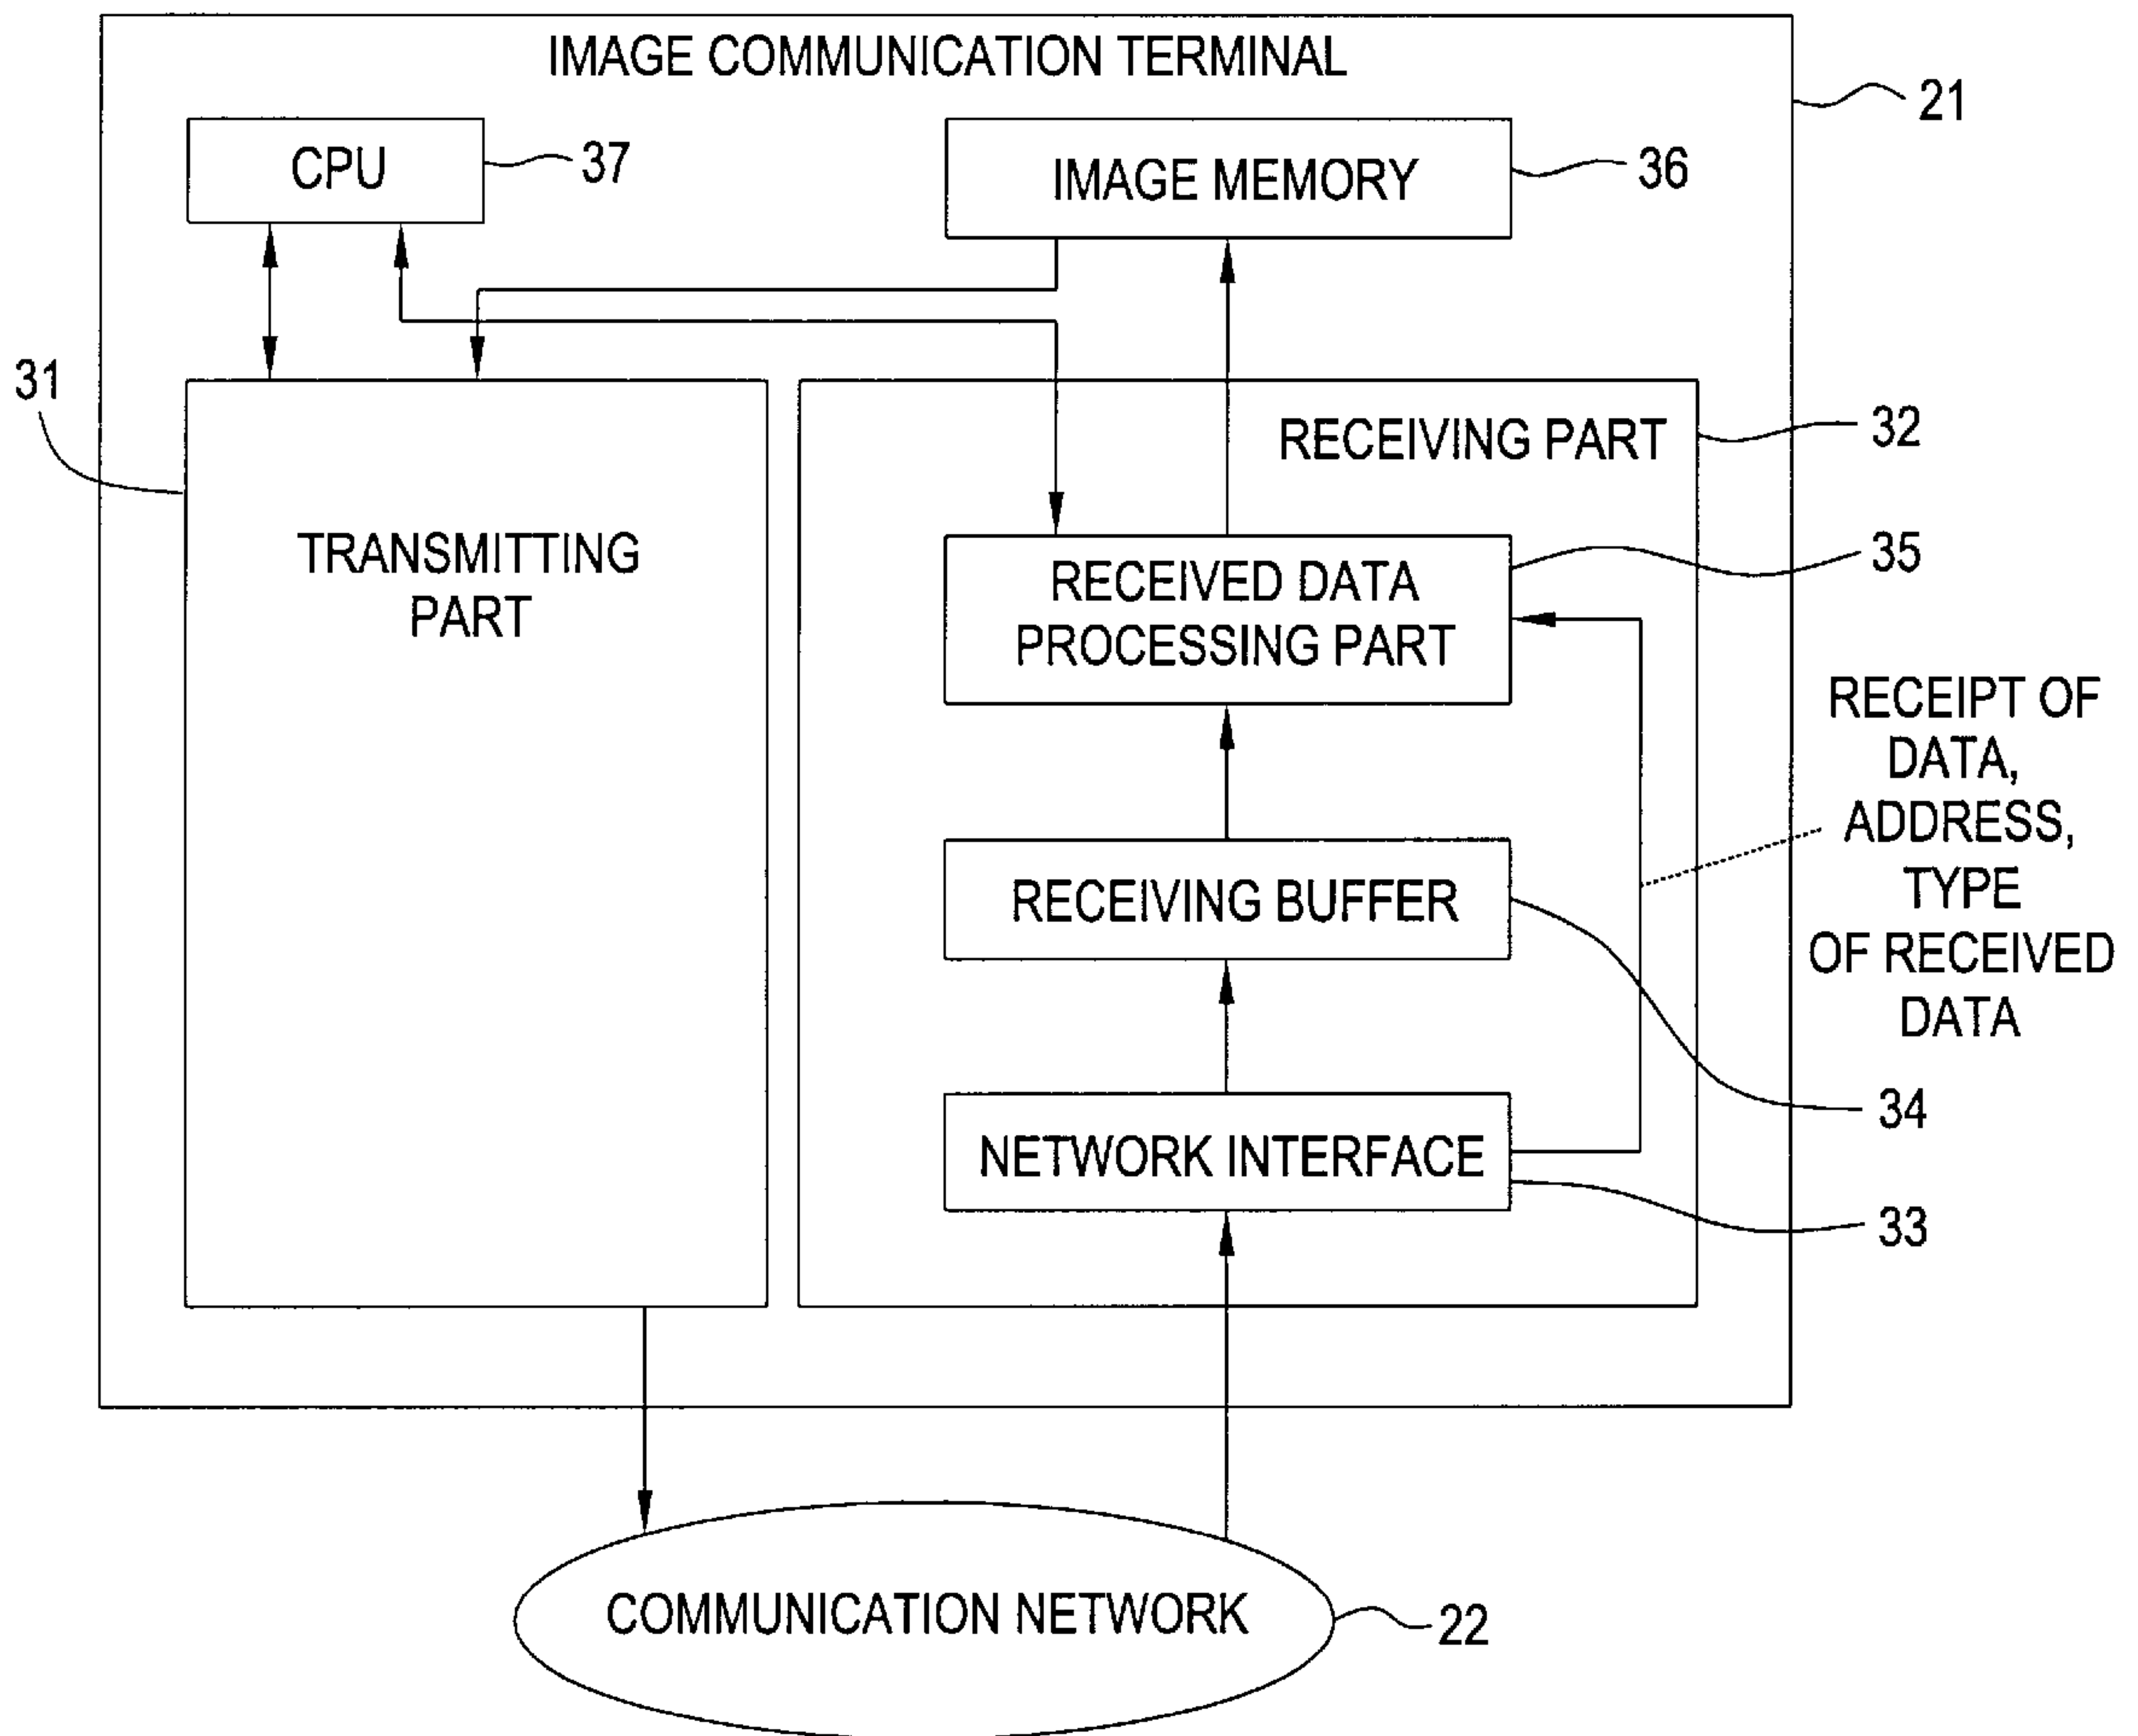 IMAGE COMMUNICATION TERMINAL
21
CPU
37
IMAGE MEMORY
36
31
RECEIVING PART
32
TRANSMITTING
PART
35
RECEIVED DATA
PROCESSING PART
RECEIPT OF
DATA,
ADDRESS,
TYPE
OF RECEIVED
DATA
RECEIVING BUFFER
34
NETWORK INTERFACE
33
COMMUNICATION NETWORK
22